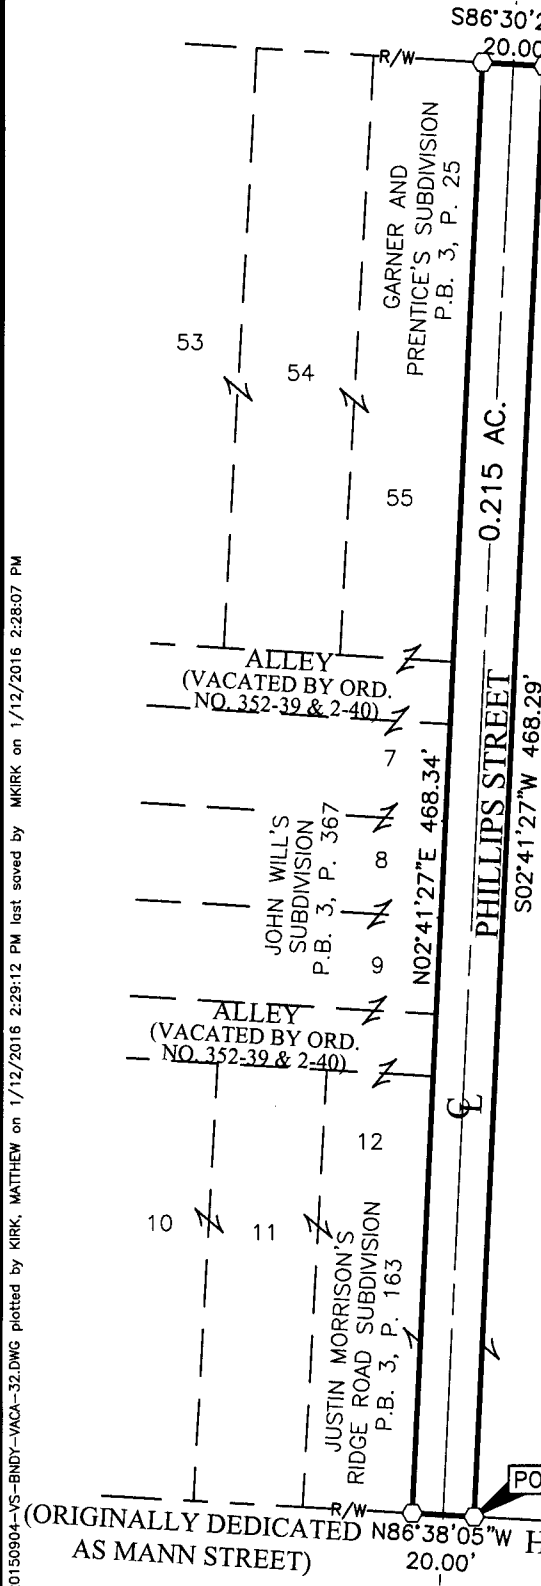 S86°30'2
20.00
R/W
GARNER AND
PRENTICE'S SUBDIVISION
P.B. 3, P. 25
53
54
55
0.215 AC.
ALLEY
(VACATED BY ORD.
NO. 352-39 & 2-40)
7
JOHN WILL'S
SUBDIVISION
P.B. 3, P. 367
8
9
N02°41'27"E 468.34'
PHILLIPS STREET
S02°41'27"W 468.29'
ALLEY
(VACATED BY ORD.
NO. 352-39 & 2-40)
CL
12
10
11
JUSTIN MORRISON'S
RIDGE ROAD SUBDIVISION
P.B. 3, P. 163
PO
R/W
(ORIGINALLY DEDICATED
AS MANN STREET)
N86°38'05"W
20.00'
H
0150904-VS-BNDY-VACA-32.DWG plotted by KIRK, MATTHEW on 1/12/2016 2:29:12 PM last saved by MKIRK on 1/12/2016 2:28:07 PM